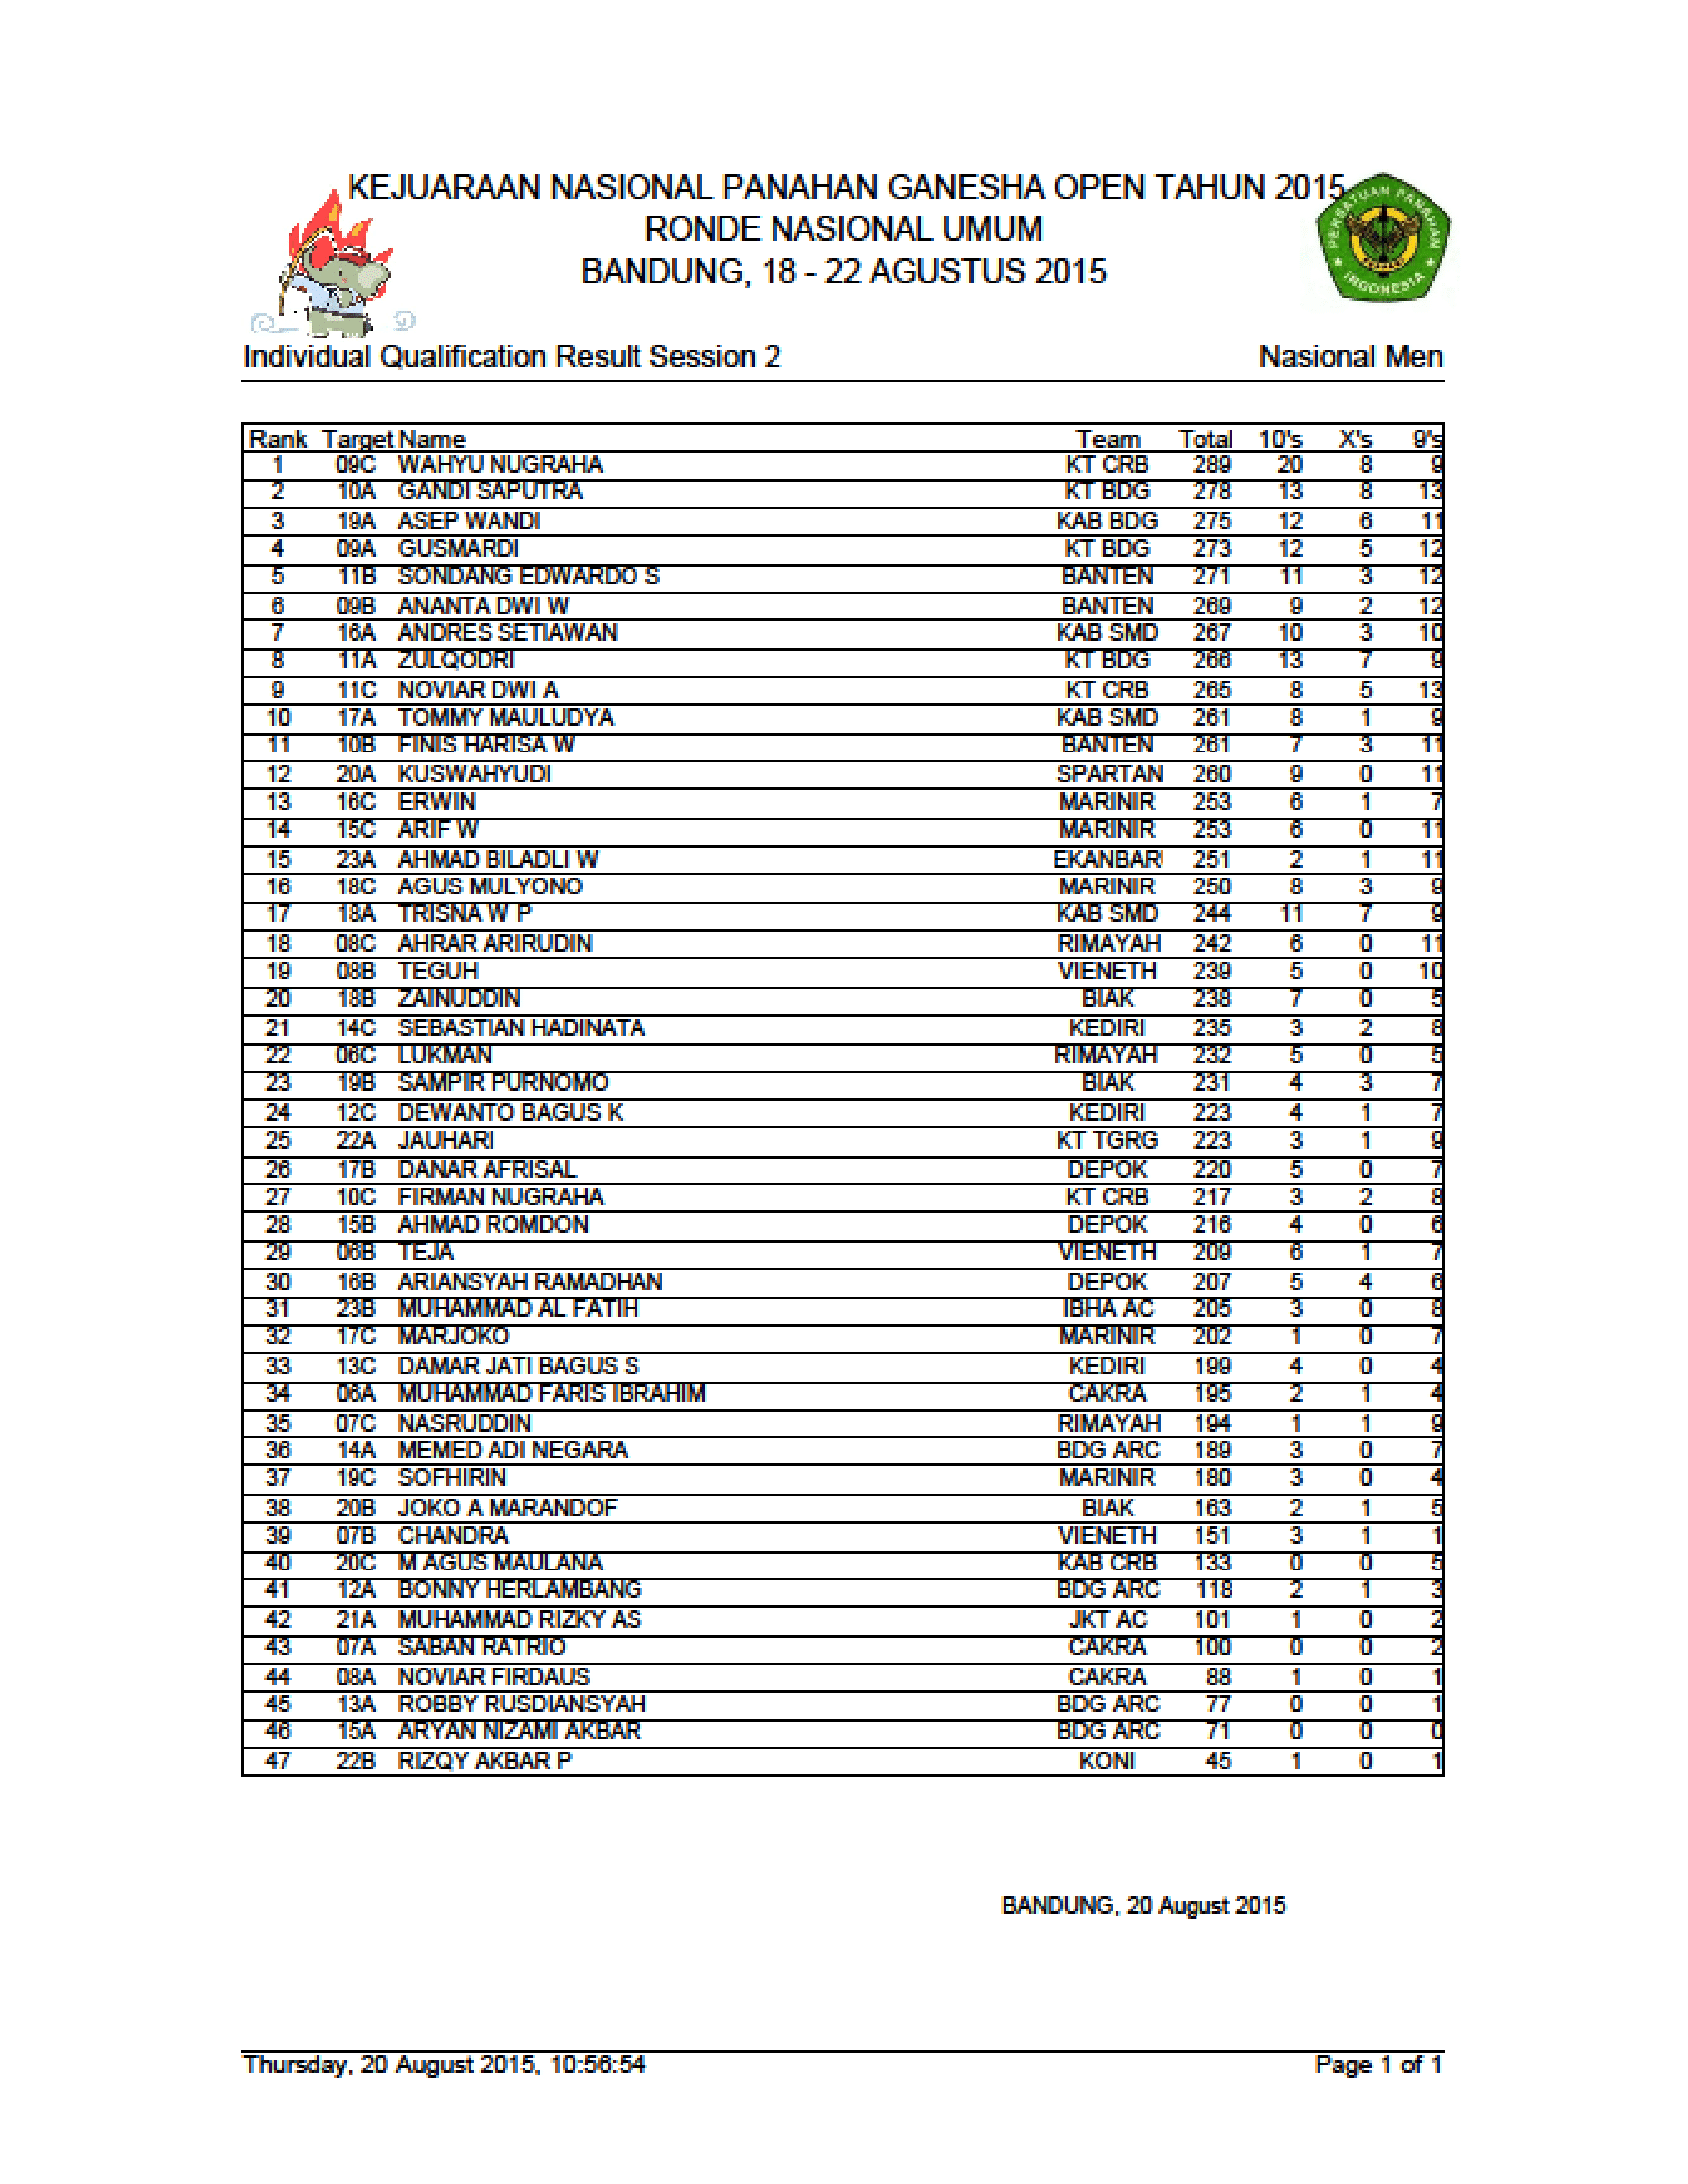 KEJUARAAN NASIONAL PANAHAN GANESHA OPEN TAHUN 2015
RONDE NASIONAL UMUM
BANDUNG, 18 - 22 AGUSTUS 2015
PERSATUAN PANAHAN
INDONESIA
Individual Qualification Result Session 2 Nasional Men
Rank Target Name Team Total 10's X's 9's
1 09C WAHYU NUGRAHA KT CRB 289 20 8 9
2 10A GANDI SAPUTRA KT BDG 278 13 8 13
3 19A ASEP WANDI KAB BDG 275 12 6 11
4 09A GUSMARDI KT BDG 273 12 5 12
5 11B SONDANG EDWARDO S BANTEN 271 11 3 12
6 09B ANANTA DWI W BANTEN 269 9 2 12
7 16A ANDRES SETIAWAN KAB SMD 267 10 3 10
8 11A ZULQODRI KT BDG 266 13 7 9
9 11C NOVIAR DWI A KT CRB 265 8 5 13
10 17A TOMMY MAULUDYA KAB SMD 261 8 1 9
11 10B FINIS HARISA W BANTEN 261 7 3 11
12 20A KUSWAHYUDI SPARTAN 260 9 0 11
13 16C ERWIN MARINIR 253 6 1 7
14 15C ARIF W MARINIR 253 6 0 11
15 23A AHMAD BILADLI W EKANBAR 251 2 1 11
16 18C AGUS MULYONO MARINIR 250 8 3 9
17 18A TRISNA W P KAB SMD 244 11 7 9
18 08C AHRAR ARIRUDIN RIMAYAH 242 6 0 11
19 08B TEGUH VIENETH 239 5 0 10
20 18B ZAINUDDIN BIAK 238 7 0 5
21 14C SEBASTIAN HADINATA KEDIRI 235 3 2 8
22 06C LUKMAN RIMAYAH 232 5 0 5
23 19B SAMPIR PURNOMO BIAK 231 4 3 7
24 12C DEWANTO BAGUS K KEDIRI 223 4 1 7
25 22A JAUHARI KT TGRG 223 3 1 9
26 17B DANAR AFRISAL DEPOK 220 5 0 7
27 10C FIRMAN NUGRAHA KT CRB 217 3 2 8
28 15B AHMAD ROMDON DEPOK 216 4 0 6
29 06B TEJA VIENETH 209 6 1 7
30 16B ARIANSYAH RAMADHAN DEPOK 207 5 4 6
31 23B MUHAMMAD AL FATIH IBHA AC 205 3 0 8
32 17C MARJOKO MARINIR 202 1 0 7
33 13C DAMAR JATI BAGUS S KEDIRI 199 4 0 4
34 06A MUHAMMAD FARIS IBRAHIM CAKRA 195 2 1 4
35 07C NASRUDDIN RIMAYAH 194 1 1 9
36 14A MEMED ADI NEGARA BDG ARC 189 3 0 7
37 19C SOFHIRIN MARINIR 180 3 0 4
38 20B JOKO A MARANDOF BIAK 163 2 1 5
39 07B CHANDRA VIENETH 151 3 1 1
40 20C M AGUS MAULANA KAB CRB 133 0 0 5
41 12A BONNY HERLAMBANG BDG ARC 118 2 1 3
42 21A MUHAMMAD RIZKY AS JKT AC 101 1 0 2
43 07A SABAN RATRIO CAKRA 100 0 0 2
44 08A NOVIAR FIRDAUS CAKRA 88 1 0 1
45 13A ROBBY RUSDIANSYAH BDG ARC 77 0 0 1
46 15A ARYAN NIZAMI AKBAR BDG ARC 71 0 0 0
47 22B RIZQY AKBAR P KONI 45 1 0 1
BANDUNG, 20 August 2015
Thursday, 20 August 2015, 10:56:54 Page 1 of 1